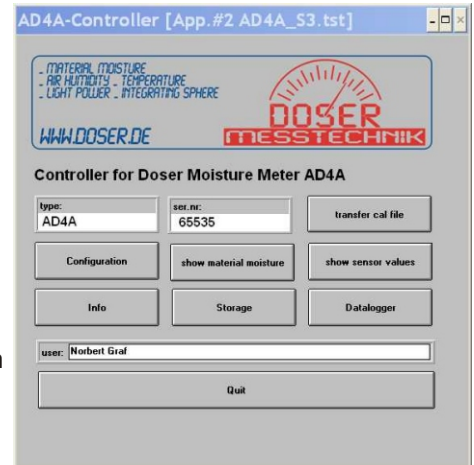 AD4A-Controller [App.#2 AD4A_S3.tst]
_ MATERIAL MOISTURE
_ AIR HUMIDITY _ TEMPERATURE
_ LIGHT POWER _ INTEGRATING SPHERE
DOSER
WWW.DOSER.DE MESSTECHNIK
Controller for Doser Moisture Meter AD4A
type: ser.nr:
AD4A 65535 transfer cal file
Configuration show material moisture show sensor values
Info Storage Datalogger
user: Norbert Graf
Quit